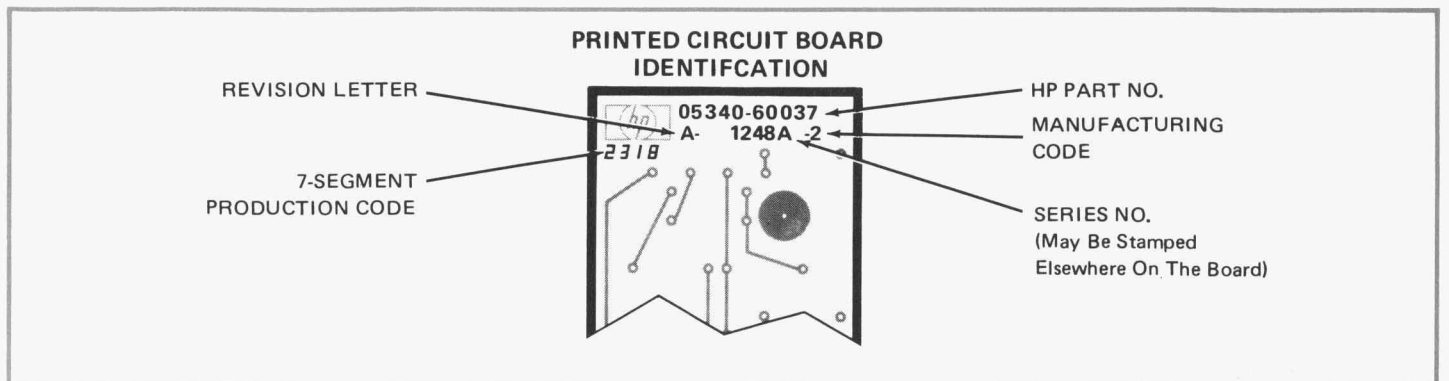 PRINTED CIRCUIT BOARD
IDENTIFCATION
REVISION LETTER
7-SEGMENT
PRODUCTION CODE
hp
05340-60037
A- 1248A -2
2318
HP PART NO.
MANUFACTURING
CODE
SERIES NO.
(May Be Stamped
Elsewhere On The Board)